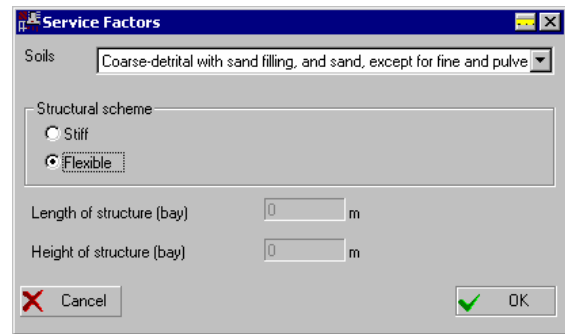 Service Factors
Soils
Coarse-detrital with sand filling, and sand, except for fine and pulve
Structural scheme
Stiff
Flexible
Length of structure (bay) 0 m
Height of structure (bay) 0 m
Cancel OK